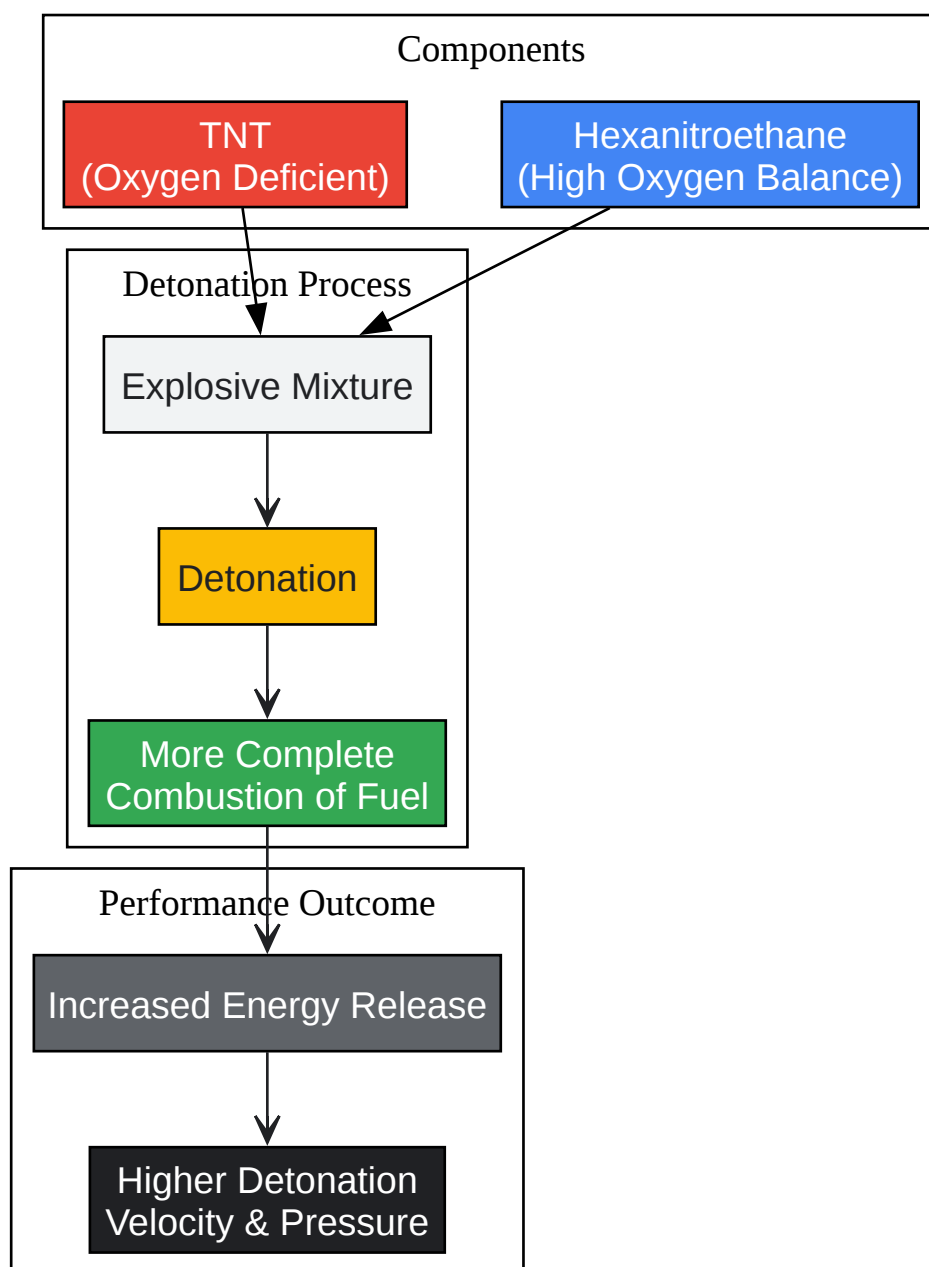 Components
TNT
(Oxygen Deficient)
Hexanitroethane
(High Oxygen Balance)
Detonation Process
Explosive Mixture
Detonation
More Complete
Combustion of Fuel
Performance Outcome
Increased Energy Release
Higher Detonation
Velocity & Pressure